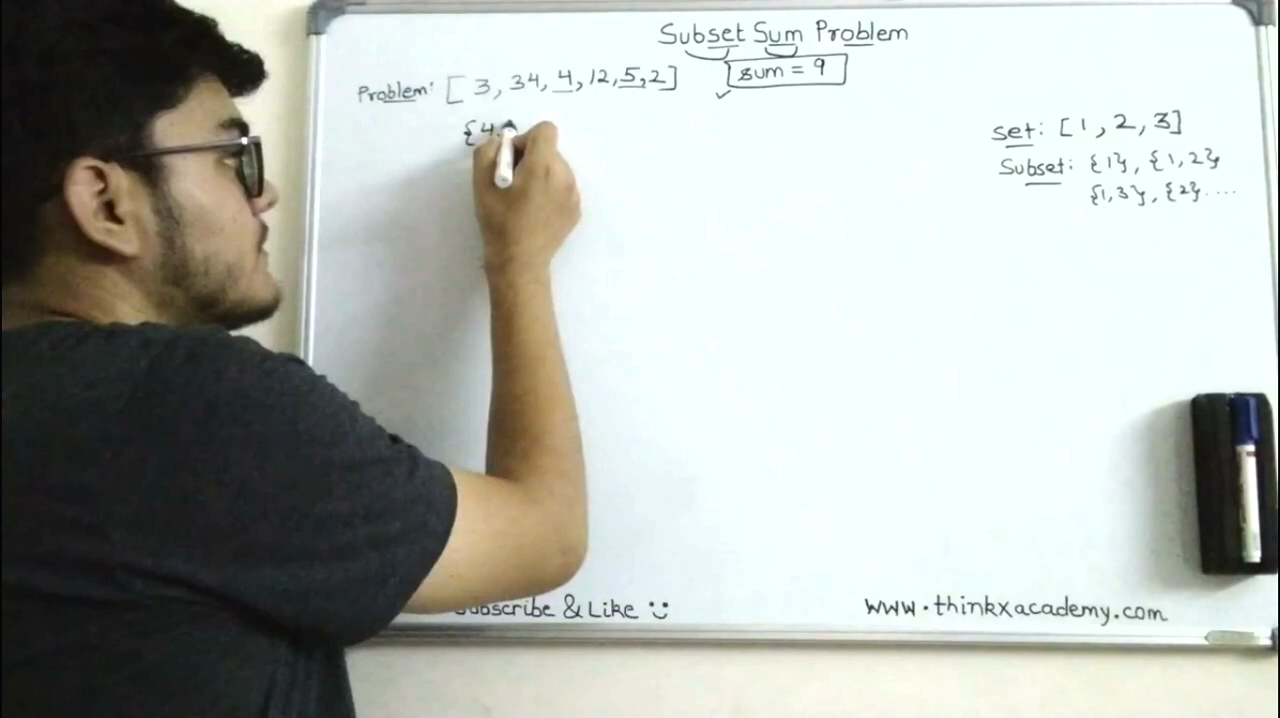 Subset Sum Problem
Problem: [ 3, 34, 4, 12, 5, 2 ]
sum = 9
{4,
set: [ 1, 2, 3 ]
Subset: {1}, {1,2},
{1,3}, {2} ....
Subscribe & Like
www.thinkxacademy.com